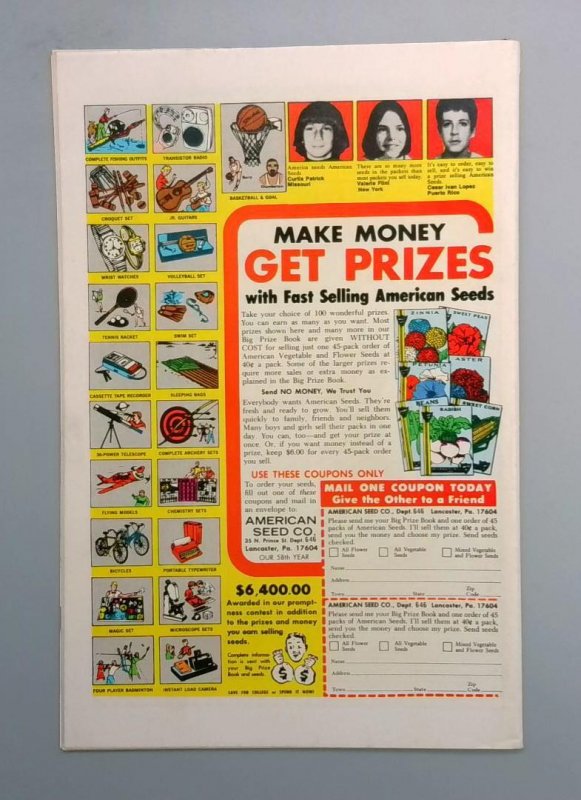 COMPLETE FISHING OUTFITS
TRANSISTOR RADIO
BASKETBALL & GOAL
America needs American
Seeds
Curtis Patrick
Missouri
There are so many more
seeds in the packets than
most packets you sell today.
Valerie Flint
New York
It's easy to order, easy to
sell, and it's easy to win
a prize selling American
Seeds.
Cesar Ivan Lopez
Puerto Rico
CROQUET SET
JR. GUITARS
WRIST WATCHES
VOLLEYBALL SET
TENNIS RACKET
SWIM SET
CASSETTE TAPE RECORDER
SLEEPING BAGS
30-POWER TELESCOPE
COMPLETE ARCHERY SETS
FLYING MODELS
CHEMISTRY SETS
BICYCLES
PORTABLE TYPEWRITER
MAGIC SET
MICROSCOPE SETS
FOUR PLAYER BADMINTON
INSTANT LOAD CAMERA
MAKE MONEY
GET PRIZES
with Fast Selling American Seeds
Take your choice of 100 wonderful prizes.
You can earn as many as you want. Most
prizes shown here and many more in our
Big Prize Book are given WITHOUT
COST for selling just one 45-pack order of
American Vegetable and Flower Seeds at
40¢ a pack. Some of the larger prizes re-
quire more sales or extra money as ex-
plained in the Big Prize Book.
Send NO MONEY, We Trust You
Everybody wants American Seeds. They're
fresh and ready to grow. You'll sell them
quickly to family, friends and neighbors.
Many boys and girls sell their packs in one
day. You can, too—and get your prize at
once. Or, if you want money instead of a
prize, keep $6.00 for every 45-pack order
you sell.
ZINNIA
SWEET PEAS
PETUNIA
ASTER
BEANS
RADISH
SWEET CORN
USE THESE COUPONS ONLY
To order your seeds,
fill out one of these
coupons and mail in
an envelope to:
AMERICAN
SEED CO.
35 N. Prince St. Dept. 646
Lancaster, Pa. 17604
OUR 58th YEAR
$6,400.00
Awarded in our prompt-
ness contest in addition
to the prizes and money
you earn selling
seeds.
Complete informa-
tion is sent with
your Big Prize
Book and seeds.
$ $
SAVE FOR COLLEGE or SPEND IT NOW!
MAIL ONE COUPON TODAY
Give the Other to a Friend
AMERICAN SEED CO., Dept. 646 Lancaster, Pa. 17604
Please send me your Big Prize Book and one order of 45
packs of American Seeds. I'll sell them at 40¢ a pack,
send you the money and choose my prize. Send seeds
checked.
All Flower Seeds
All Vegetable Seeds
Mixed Vegetable and Flower Seeds
Name
Address
Town State Zip Code
AMERICAN SEED CO., Dept. 646 Lancaster, Pa. 17604
Please send me your Big Prize Book and one order of 45
packs of American Seeds. I'll sell them at 40¢ a pack,
send you the money and choose my prize. Send seeds
checked.
All Flower Seeds
All Vegetable Seeds
Mixed Vegetable and Flower Seeds
Name
Address
Town State Zip Code